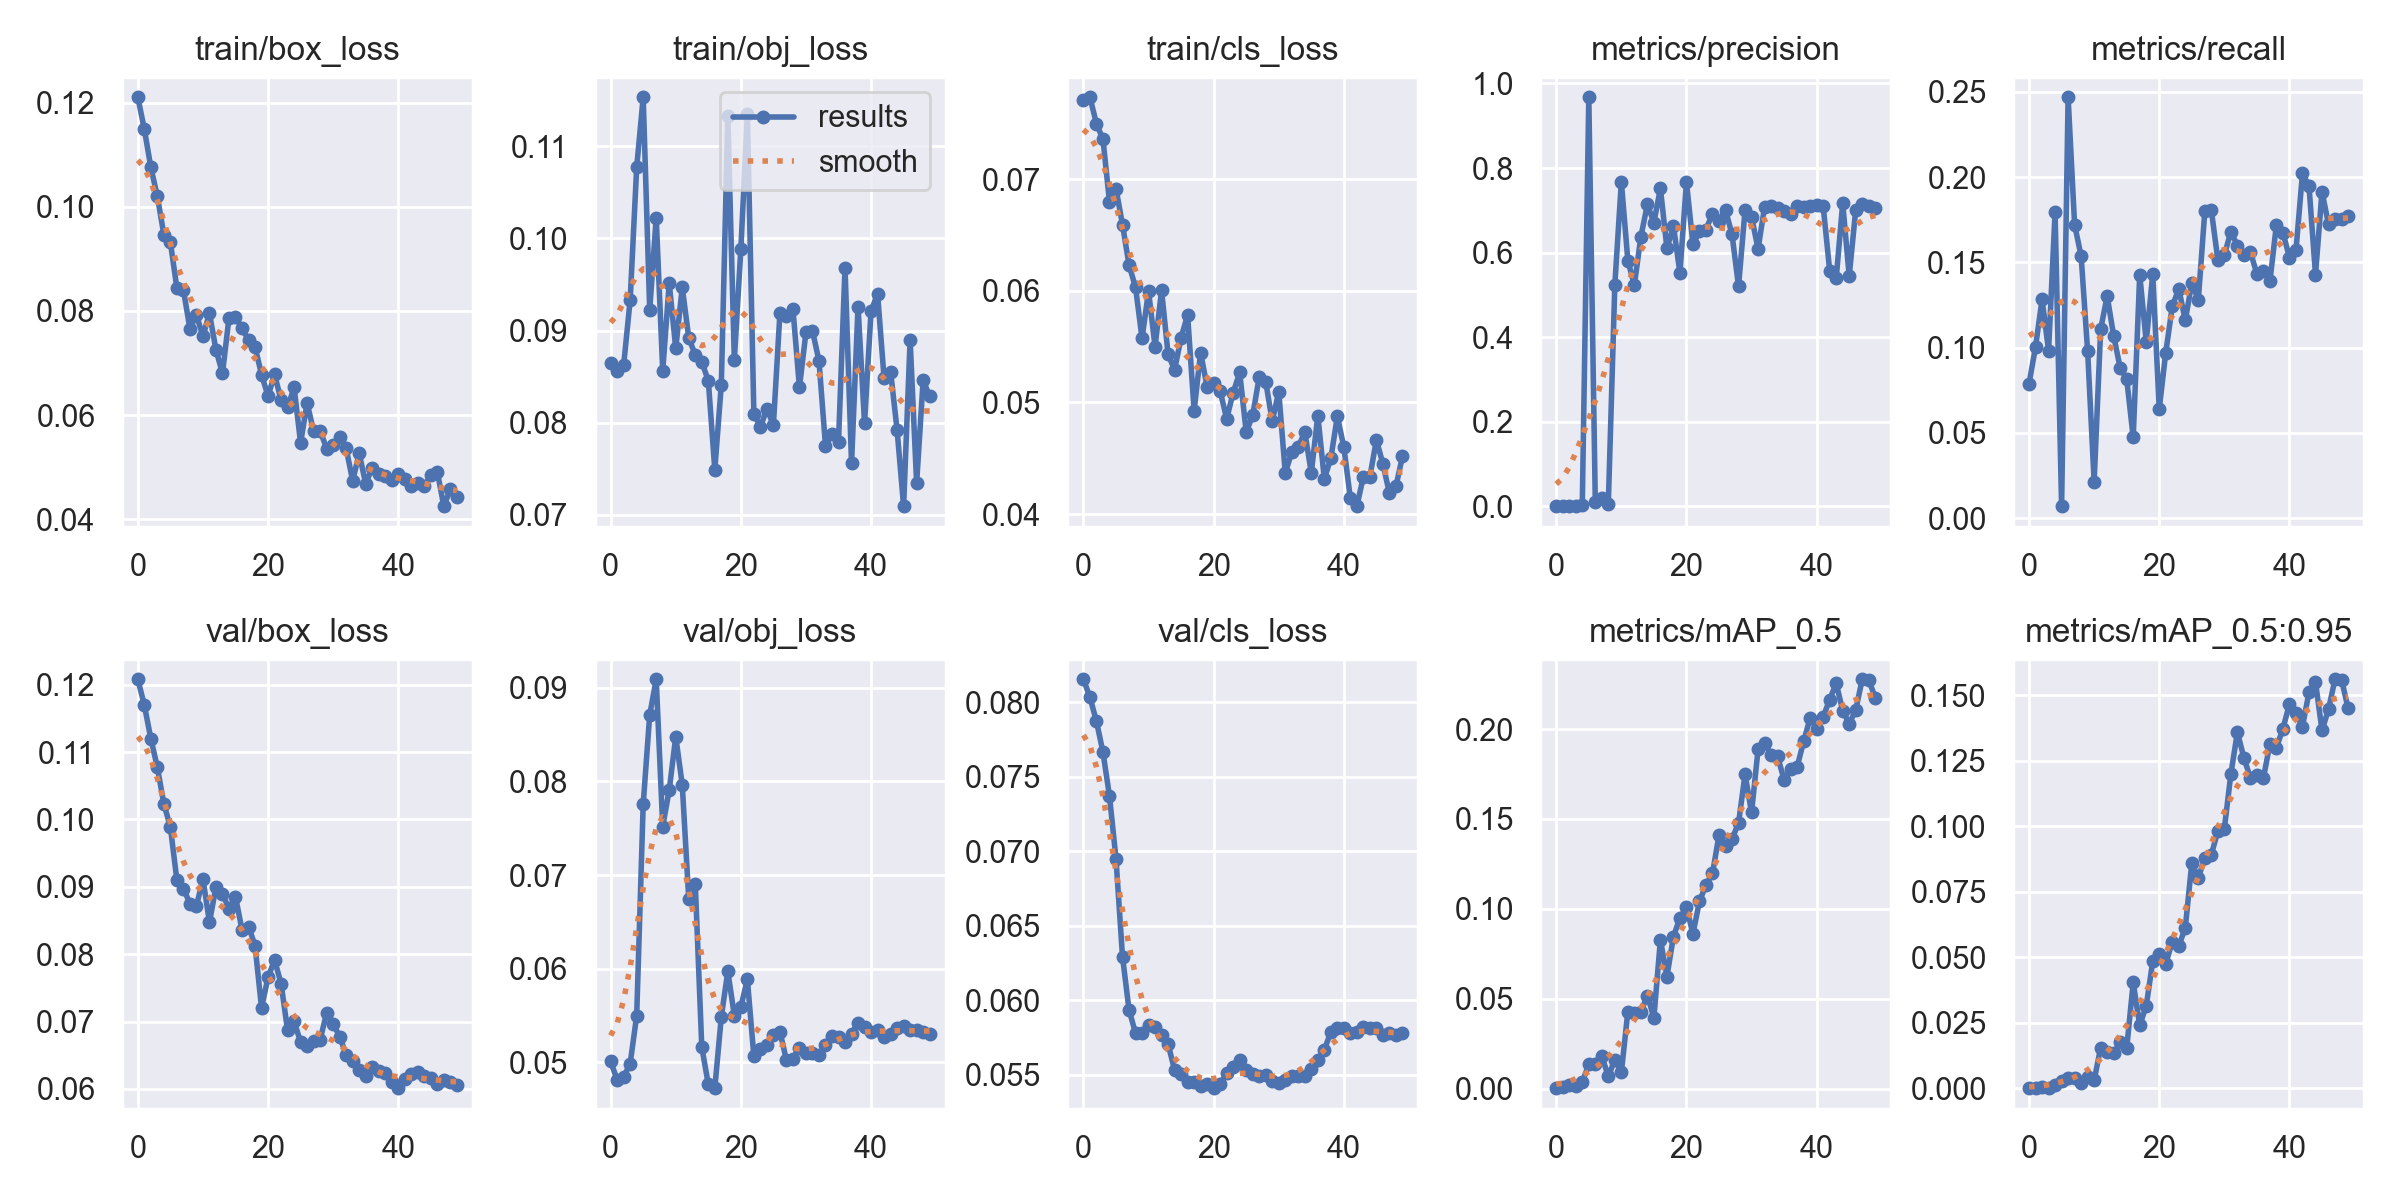 train/box_loss
train/obj_loss
train/cls_loss
metrics/precision
metrics/recall
0.12
0.10
0.08
0.06
0.04
0 20 40
0.11
0.10
0.09
0.08
0.07
0 20 40
results
smooth
0.07
0.06
0.05
0.04
0 20 40
1.0
0.8
0.6
0.4
0.2
0.0
0 20 40
0.25
0.20
0.15
0.10
0.05
0.00
0 20 40
val/box_loss
val/obj_loss
val/cls_loss
metrics/mAP_0.5
metrics/mAP_0.5:0.95
0.12
0.11
0.10
0.09
0.08
0.07
0.06
0 20 40
0.09
0.08
0.07
0.06
0.05
0 20 40
0.080
0.075
0.070
0.065
0.060
0.055
0 20 40
0.20
0.15
0.10
0.05
0.00
0 20 40
0.150
0.125
0.100
0.075
0.050
0.025
0.000
0 20 40